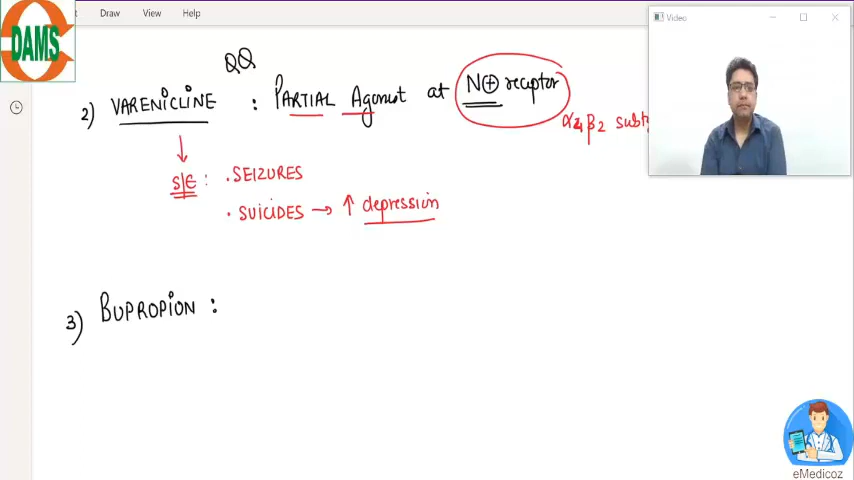 Draw View Help
Video
DAMS
QQ
2) VARENICLINE : PARTIAL Agonist at N⊕ receptor
α4β2
S/E : . SEIZURES
. SUICIDES → ↑ depression
3) BUPROPION :
eMedicoz